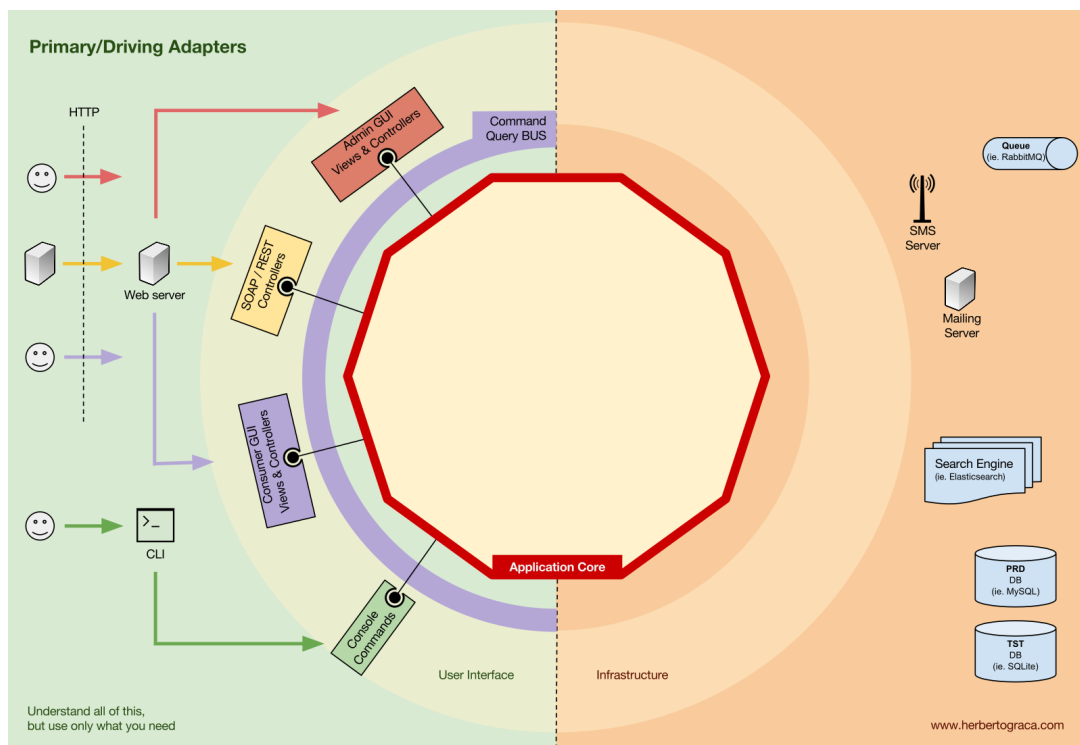 Primary/Driving Adapters
HTTP
Admin GUI
Views & Controllers
Command
Query BUS
Queue
(ie. RabbitMQ)
SMS
Server
SOAP / REST
Controllers
Web server
Mailing
Server
Consumer GUI
Views & Controllers
Search Engine
(ie. Elasticsearch)
>_
CLI
Application Core
PRD
DB
(ie. MySQL)
Console
Commands
TST
DB
(ie. SQLite)
User Interface
Infrastructure
Understand all of this,
but use only what you need
www.herbertograca.com